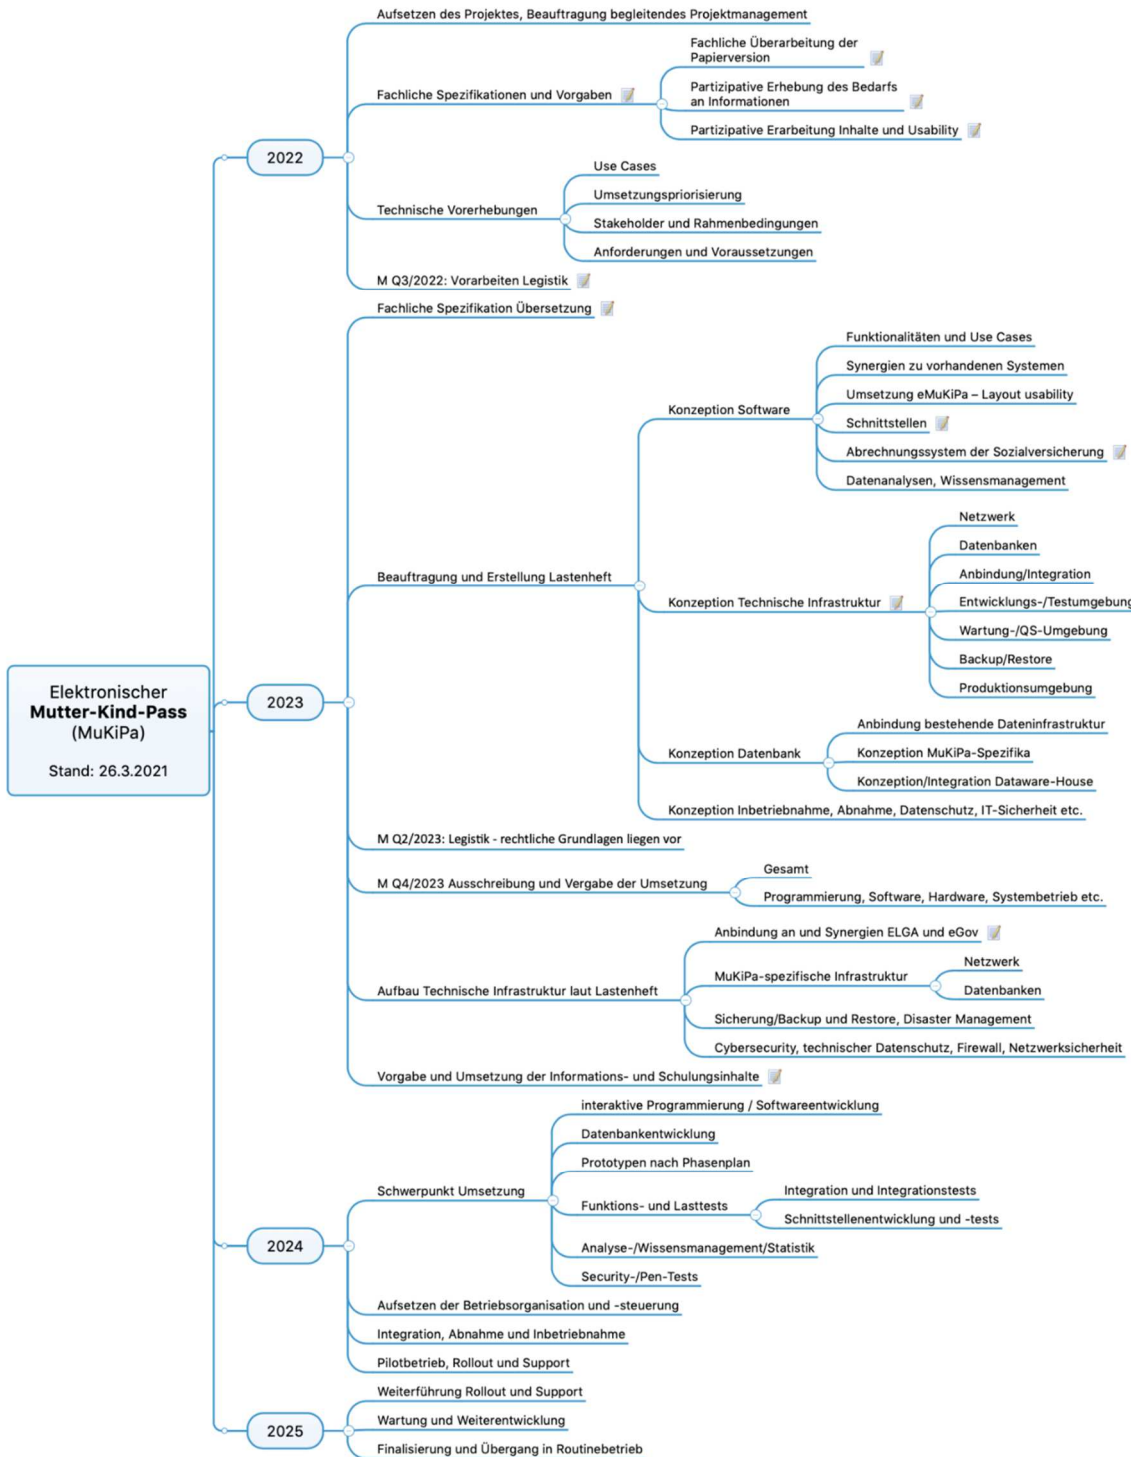 Elektronischer
Mutter-Kind-Pass
(MuKiPa)
Stand: 26.3.2021
2022
Aufsetzen des Projektes, Beauftragung begleitendes Projektmanagement
Fachliche Spezifikationen und Vorgaben
Fachliche Überarbeitung der
Papierversion
Partizipative Erhebung des Bedarfs
an Informationen
Partizipative Erarbeitung Inhalte und Usability
Technische Vorerhebungen
Use Cases
Umsetzungspriorisierung
Stakeholder und Rahmenbedingungen
Anforderungen und Voraussetzungen
M Q3/2022: Vorarbeiten Legistik
2023
Fachliche Spezifikation Übersetzung
Beauftragung und Erstellung Lastenheft
Konzeption Software
Funktionalitäten und Use Cases
Synergien zu vorhandenen Systemen
Umsetzung eMuKiPa – Layout usability
Schnittstellen
Abrechnungssystem der Sozialversicherung
Datenanalysen, Wissensmanagement
Konzeption Technische Infrastruktur
Netzwerk
Datenbanken
Anbindung/Integration
Entwicklungs-/Testumgebung
Wartung-/QS-Umgebung
Backup/Restore
Produktionsumgebung
Konzeption Datenbank
Anbindung bestehende Dateninfrastruktur
Konzeption MuKiPa-Spezifika
Konzeption/Integration Dataware-House
Konzeption Inbetriebnahme, Abnahme, Datenschutz, IT-Sicherheit etc.
M Q2/2023: Legistik - rechtliche Grundlagen liegen vor
M Q4/2023 Ausschreibung und Vergabe der Umsetzung
Gesamt
Programmierung, Software, Hardware, Systembetrieb etc.
Aufbau Technische Infrastruktur laut Lastenheft
Anbindung an und Synergien ELGA und eGov
MuKiPa-spezifische Infrastruktur
Netzwerk
Datenbanken
Sicherung/Backup und Restore, Disaster Management
Cybersecurity, technischer Datenschutz, Firewall, Netzwerksicherheit
Vorgabe und Umsetzung der Informations- und Schulungsinhalte
2024
Schwerpunkt Umsetzung
interaktive Programmierung / Softwareentwicklung
Datenbankentwicklung
Prototypen nach Phasenplan
Funktions- und Lasttests
Integration und Integrationstests
Schnittstellenentwicklung und -tests
Analyse-/Wissensmanagement/Statistik
Security-/Pen-Tests
Aufsetzen der Betriebsorganisation und -steuerung
Integration, Abnahme und Inbetriebnahme
Pilotbetrieb, Rollout und Support
2025
Weiterführung Rollout und Support
Wartung und Weiterentwicklung
Finalisierung und Übergang in Routinebetrieb